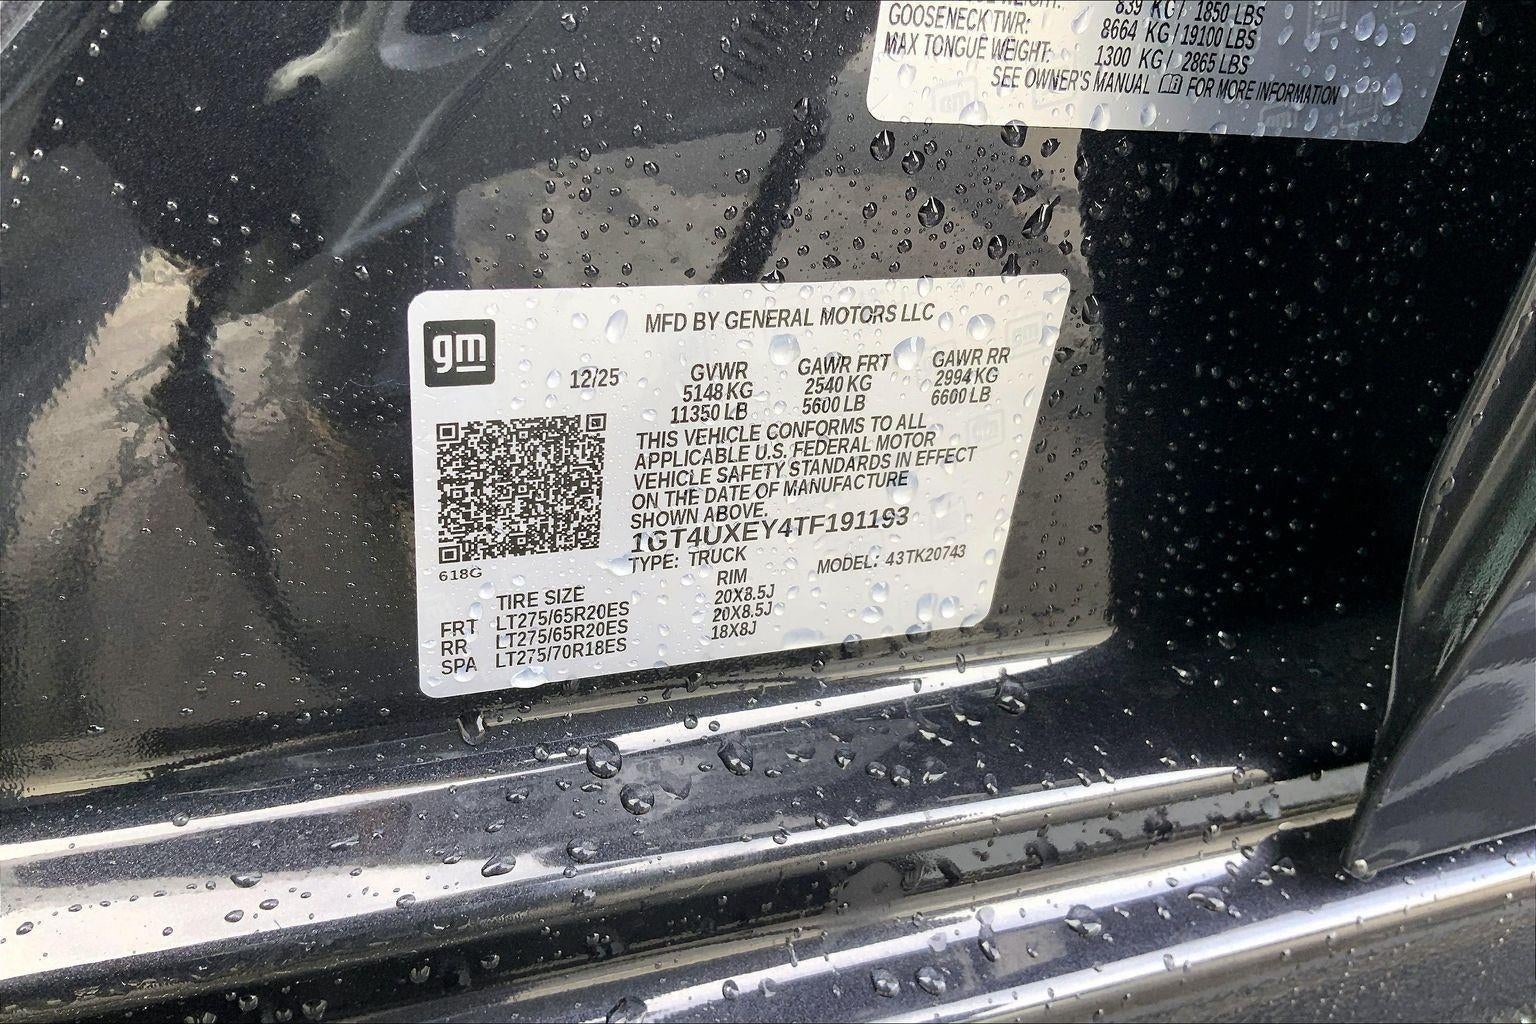 839 KG / 1850 LBS
GOOSENECK TWR: 8664 KG / 19100 LBS
MAX TONGUE WEIGHT: 1300 KG / 2865 LBS
SEE OWNER'S MANUAL FOR MORE INFORMATION
gm
MFD BY GENERAL MOTORS LLC
12/25 GVWR GAWR FRT GAWR RR
5148 KG 2540 KG 2994 KG
11350 LB 5600 LB 6600 LB
THIS VEHICLE CONFORMS TO ALL
APPLICABLE U.S. FEDERAL MOTOR
VEHICLE SAFETY STANDARDS IN EFFECT
ON THE DATE OF MANUFACTURE
SHOWN ABOVE.
1GT4UXEY4TF191193
TYPE: TRUCK MODEL: 43TK20743
618G
TIRE SIZE RIM
FRT LT275/65R20ES 20X8.5J
RR LT275/65R20ES 20X8.5J
SPA LT275/70R18ES 18X8J